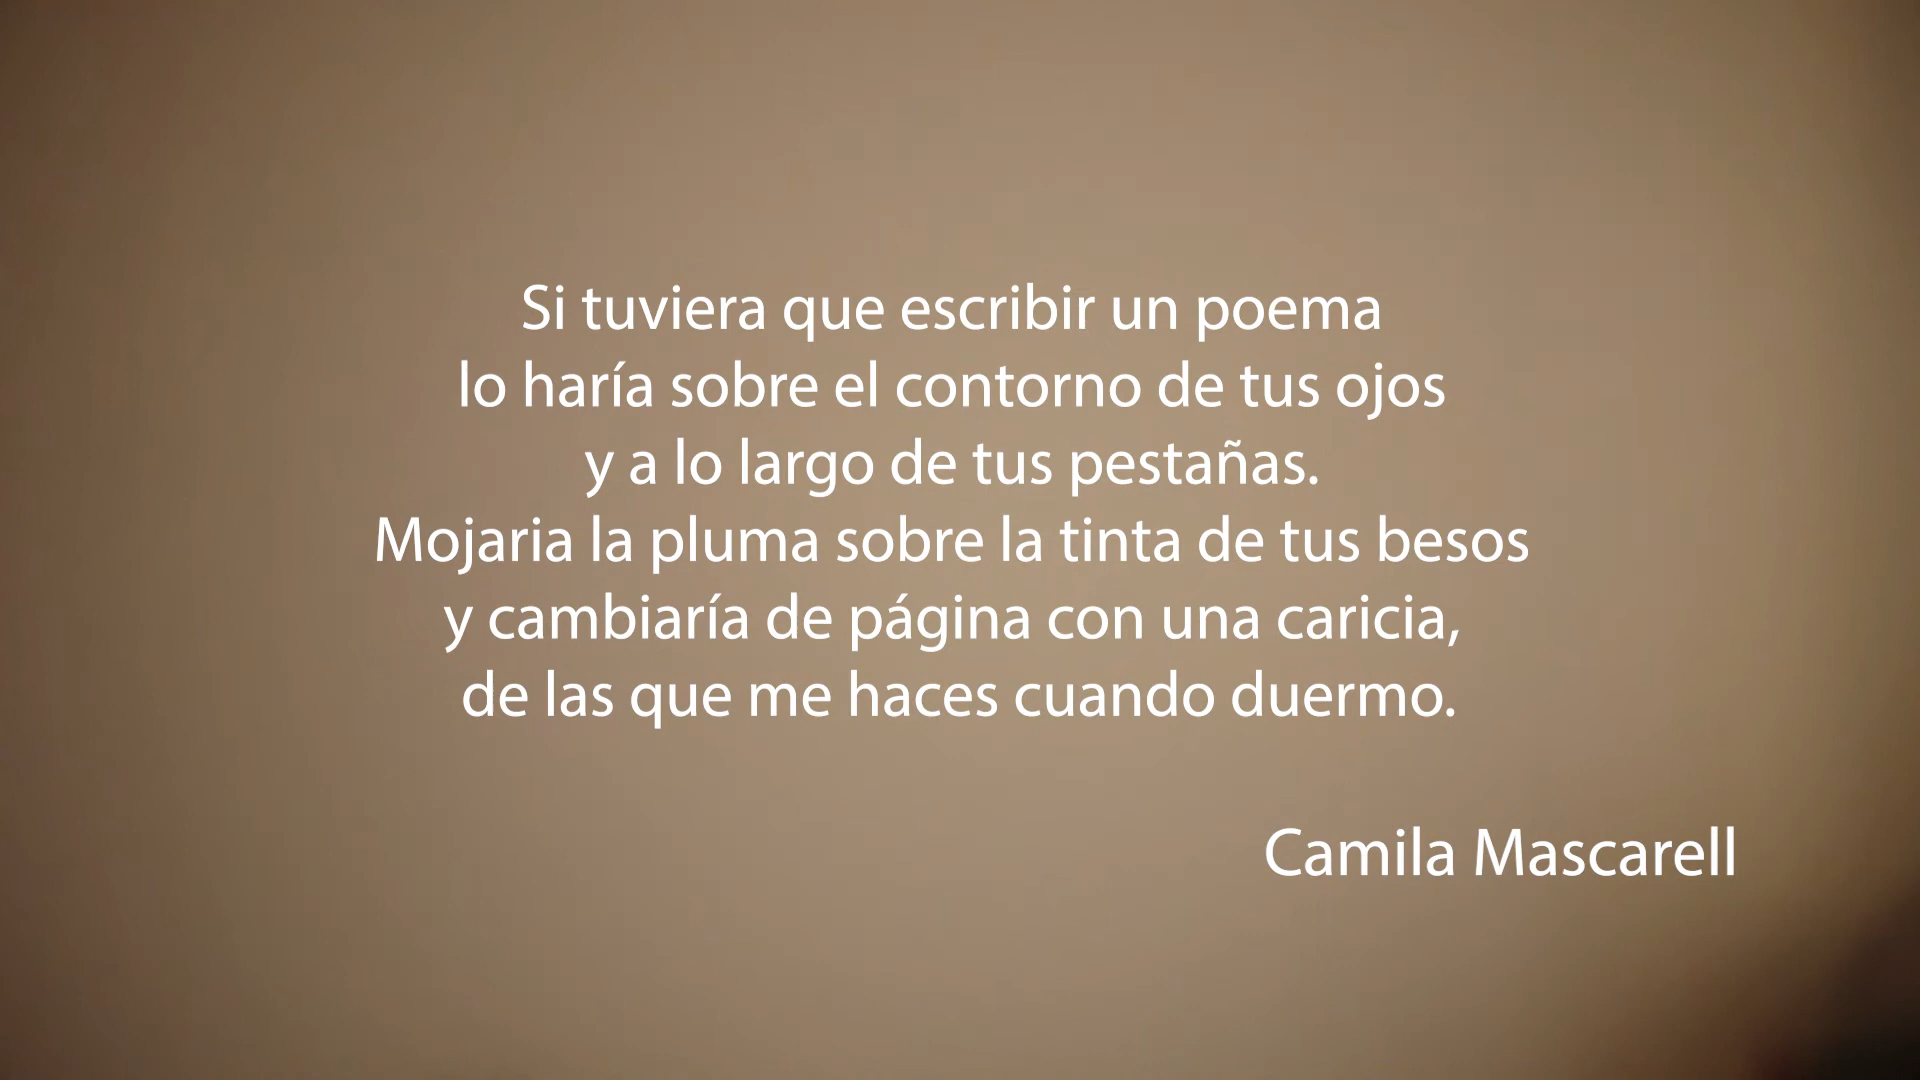 Si tuviera que escribir un poema
lo haría sobre el contorno de tus ojos
y a lo largo de tus pestañas.
Mojaria la pluma sobre la tinta de tus besos
y cambiaría de página con una caricia,
de las que me haces cuando duermo.
Camila Mascarell